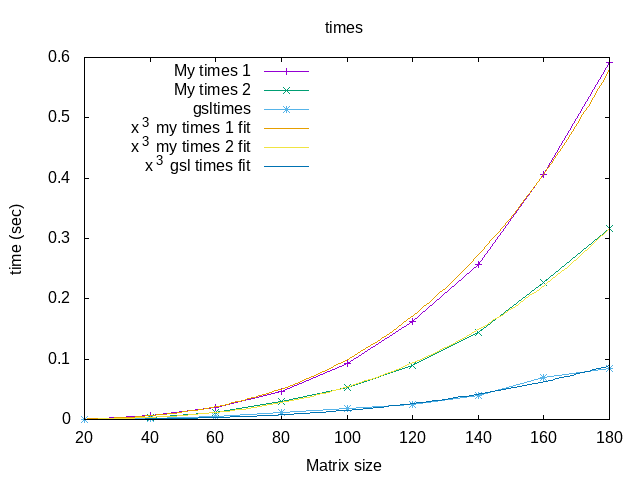 times
0.6
0.5
0.4
0.3
0.2
0.1
0
time (sec)
My times 1
My times 2
gsltimes
x³ my times 1 fit
x³ my times 2 fit
x³ gsl times fit
20 40 60 80 100 120 140 160 180
Matrix size